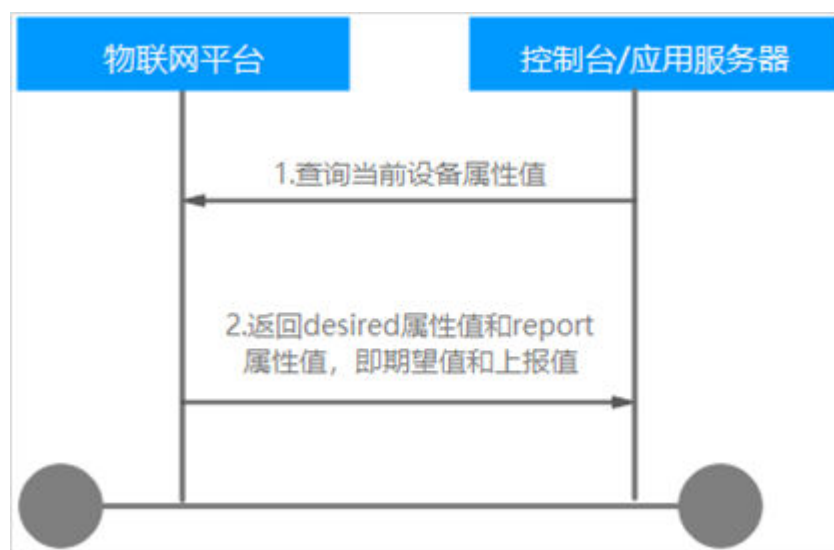 物联网平台
控制台/应用服务器
1.查询当前设备属性值
2.返回desired属性值和report
属性值，即期望值和上报值